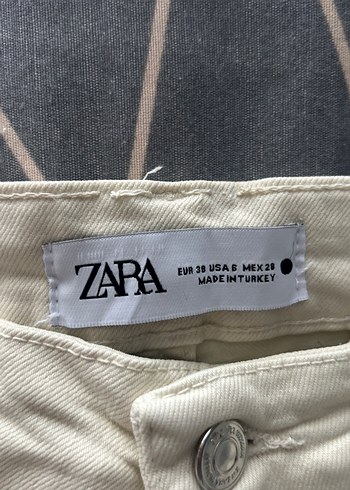 ZARA
EUR 38 USA 6 MEX 28
MADE IN TURKEY